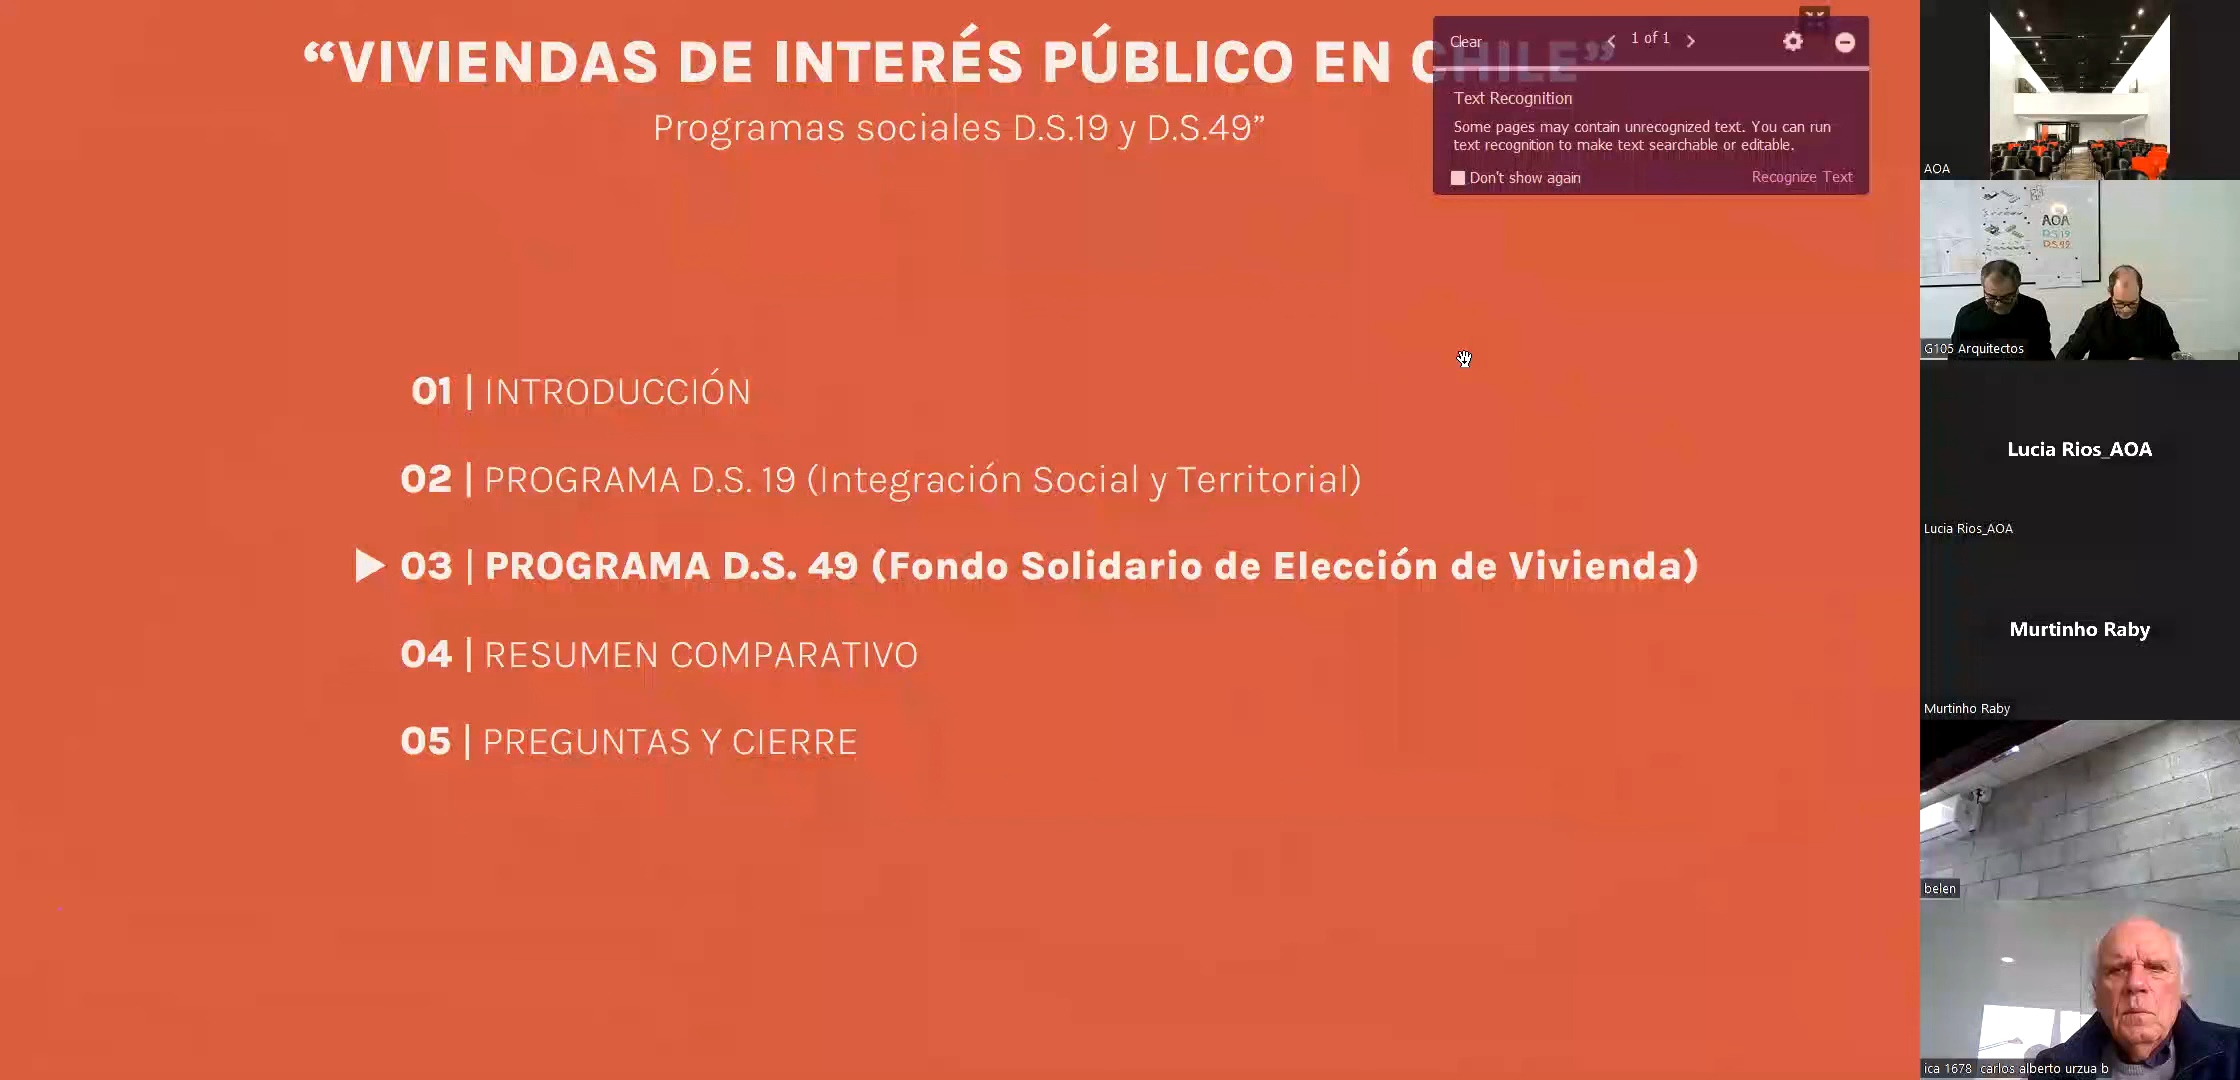 “VIVIENDAS DE INTERÉS PÚBLICO EN CHILE”
Programas sociales D.S.19 y D.S.49”
Clear
1 of 1
Text Recognition
Some pages may contain unrecognized text. You can run
text recognition to make text searchable or editable.
Don't show again
Recognize Text
01 | INTRODUCCIÓN
02 | PROGRAMA D.S. 19 (Integración Social y Territorial)
03 | PROGRAMA D.S. 49 (Fondo Solidario de Elección de Vivienda)
04 | RESUMEN COMPARATIVO
05 | PREGUNTAS Y CIERRE
AOA
AOA
D.S.19
D.S.49
G105 Arquitectos
Lucia Rios_AOA
Lucia Rios_AOA
Murtinho Raby
Murtinho Raby
belen
ica 1678 carlos alberto urzua b